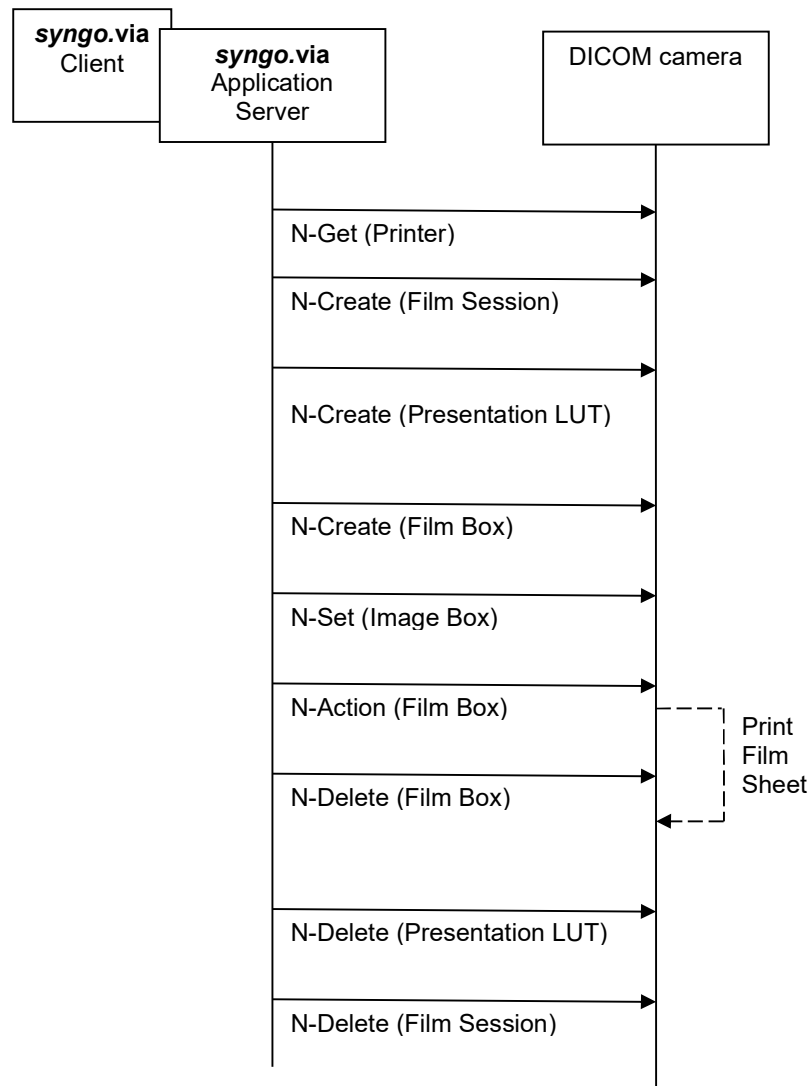 syngo.via
Client
syngo.via
Application
Server
DICOM camera
N-Get (Printer)
N-Create (Film Session)
N-Create (Presentation LUT)
N-Create (Film Box)
N-Set (Image Box)
N-Action (Film Box)
Print
Film
Sheet
N-Delete (Film Box)
N-Delete (Presentation LUT)
N-Delete (Film Session)